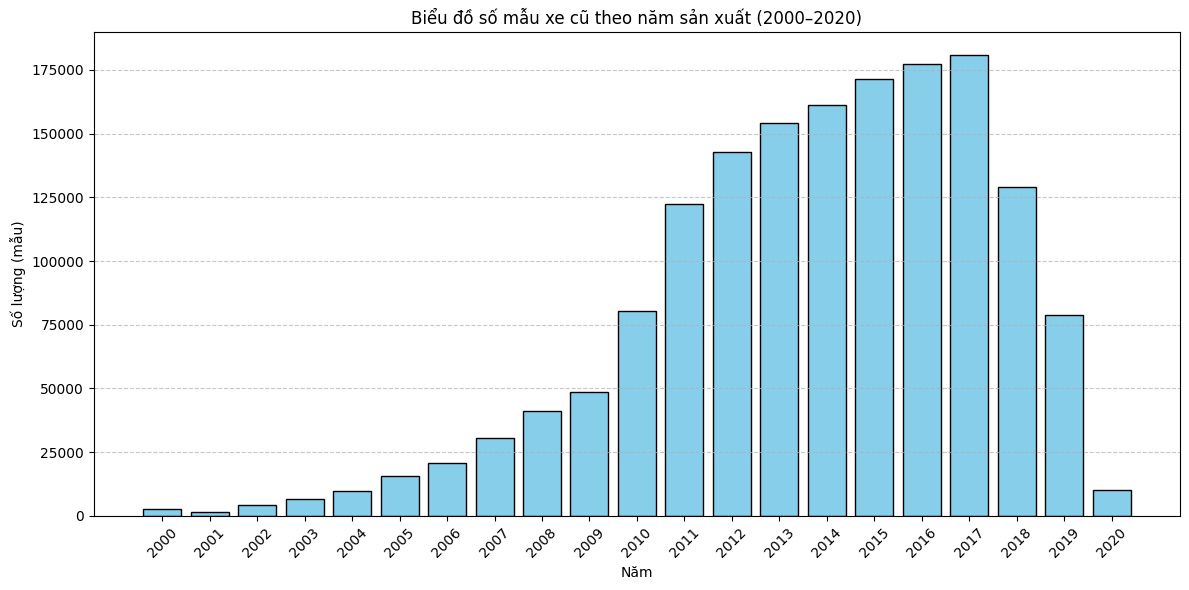 Biểu đồ số mẫu xe cũ theo năm sản xuất (2000–2020)
Số lượng (mẫu)
175000
150000
125000
100000
75000
50000
25000
0
2000 2001 2002 2003 2004 2005 2006 2007 2008 2009 2010 2011 2012 2013 2014 2015 2016 2017 2018 2019 2020
Năm